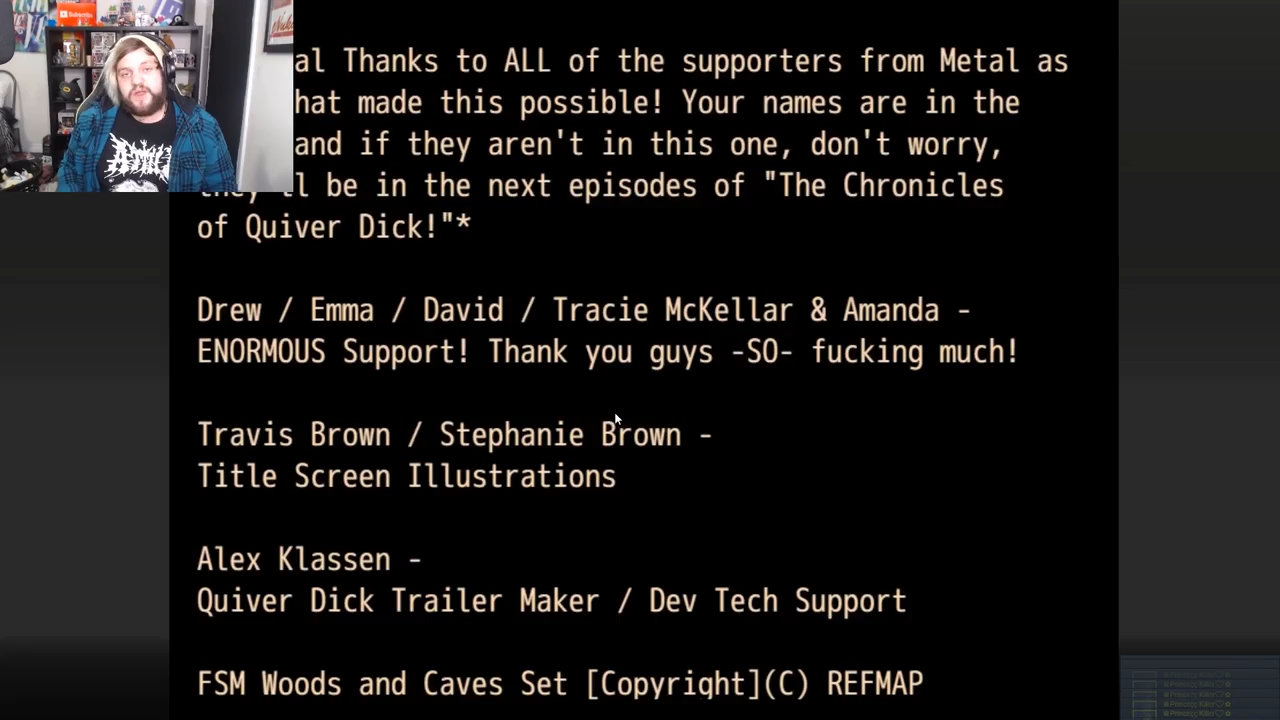 al Thanks to ALL of the supporters from Metal as
hat made this possible! Your names are in the
and if they aren't in this one, don't worry,
they'll be in the next episodes of "The Chronicles
of Quiver Dick!"*
Drew / Emma / David / Tracie McKellar & Amanda -
ENORMOUS Support! Thank you guys -SO- fucking much!
Travis Brown / Stephanie Brown -
Title Screen Illustrations
Alex Klassen -
Quiver Dick Trailer Maker / Dev Tech Support
FSM Woods and Caves Set [Copyright](C) REFMAP